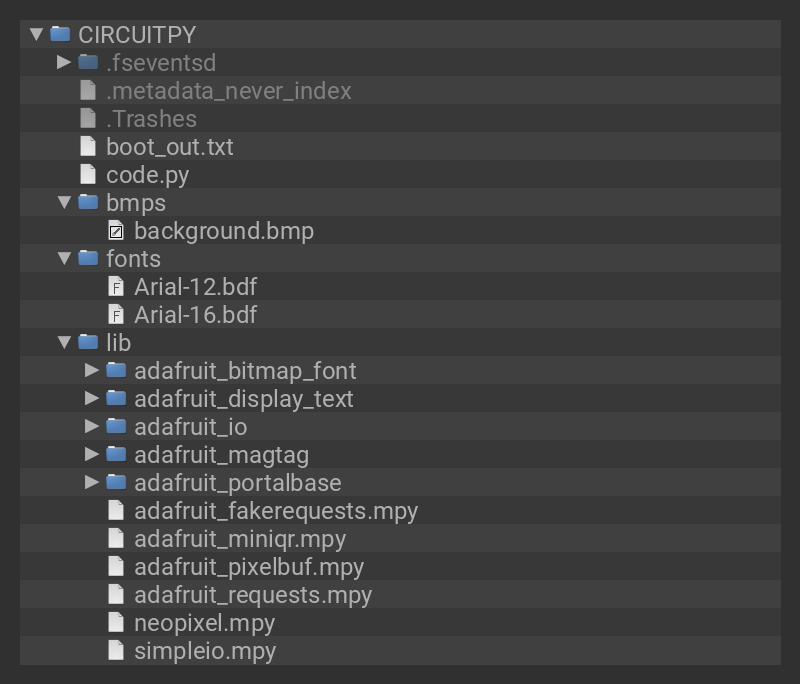 CIRCUITPY
.fseventsd
.metadata_never_index
.Trashes
boot_out.txt
code.py
bmps
background.bmp
fonts
F Arial-12.bdf
F Arial-16.bdf
lib
adafruit_bitmap_font
adafruit_display_text
adafruit_io
adafruit_magtag
adafruit_portalbase
adafruit_fakerequests.mpy
adafruit_miniqr.mpy
adafruit_pixelbuf.mpy
adafruit_requests.mpy
neopixel.mpy
simpleio.mpy